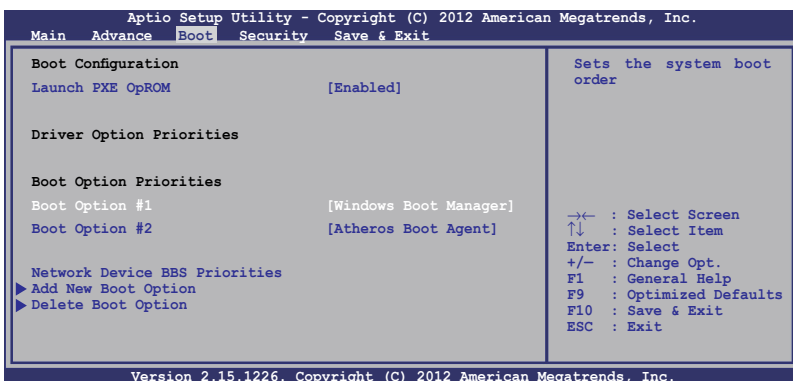 Aptio Setup Utility - Copyright (C) 2012 American Megatrends, Inc.
Main Advance Boot Security Save & Exit
Boot Configuration
Launch PXE OpROM [Enabled]
Driver Option Priorities
Boot Option Priorities
Boot Option #1 [Windows Boot Manager]
Boot Option #2 [Atheros Boot Agent]
Network Device BBS Priorities
Add New Boot Option
Delete Boot Option
Sets the system boot
order
→← : Select Screen
↑↓ : Select Item
Enter: Select
+/— : Change Opt.
F1 : General Help
F9 : Optimized Defaults
F10 : Save & Exit
ESC : Exit
Version 2.15.1226. Copyright (C) 2012 American Megatrends, Inc.